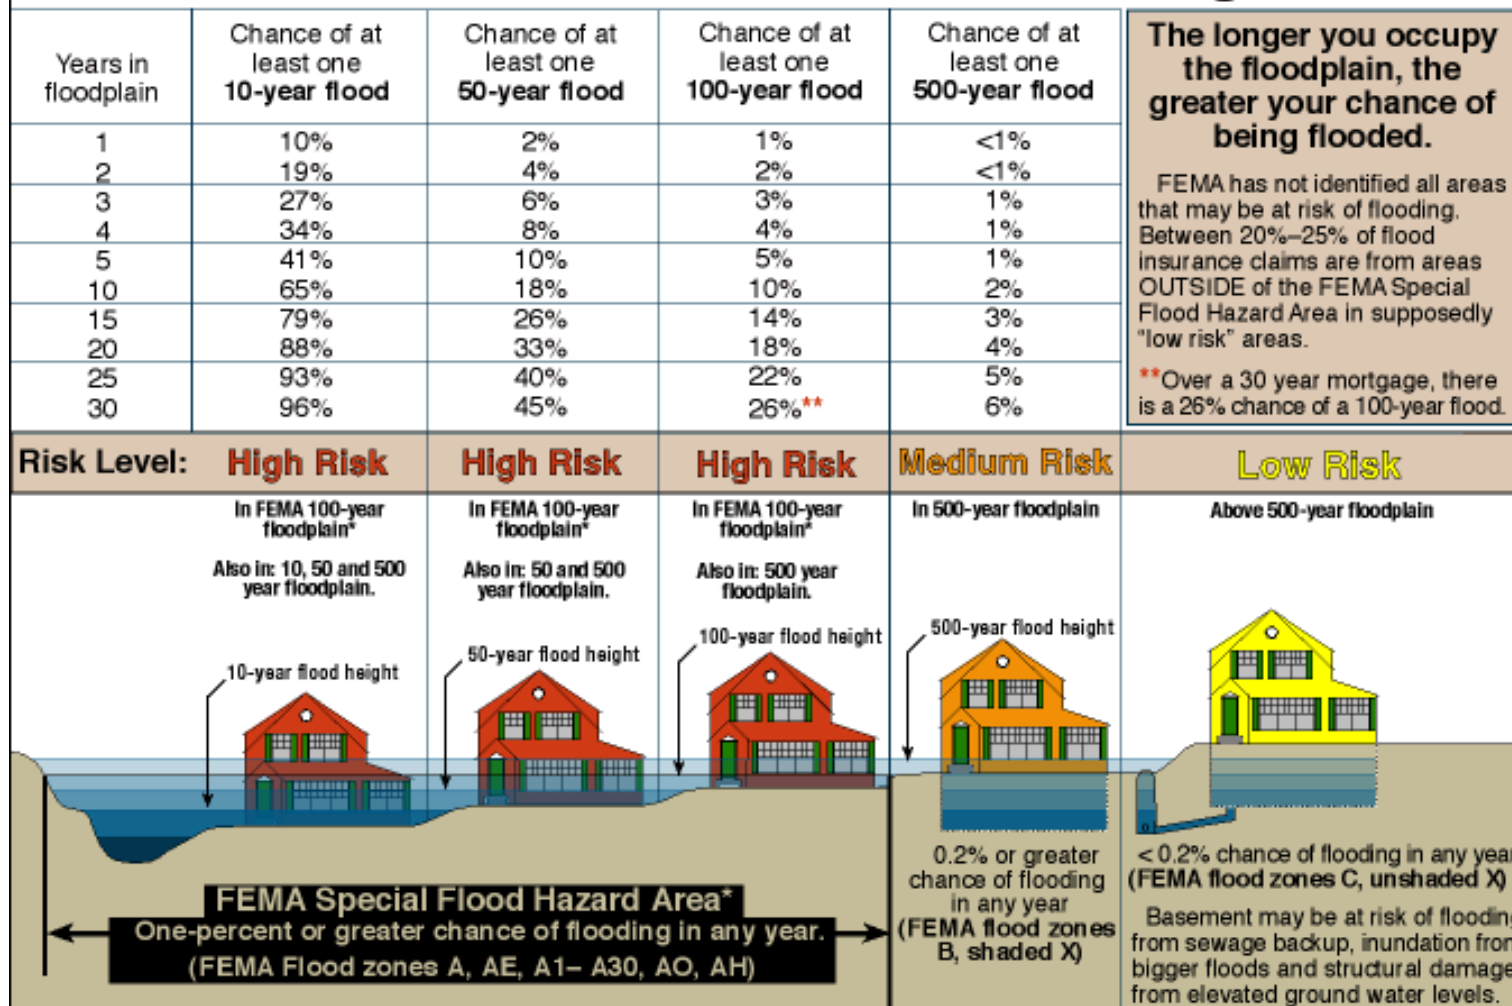 Years in
floodplain
Chance of at
least one
10-year flood
Chance of at
least one
50-year flood
Chance of at
least one
100-year flood
Chance of at
least one
500-year flood
1 10% 2% 1% <1%
2 19% 4% 2% <1%
3 27% 6% 3% 1%
4 34% 8% 4% 1%
5 41% 10% 5% 1%
10 65% 18% 10% 2%
15 79% 26% 14% 3%
20 88% 33% 18% 4%
25 93% 40% 22% 5%
30 96% 45% 26%** 6%
The longer you occupy
the floodplain, the
greater your chance of
being flooded.
FEMA has not identified all areas
that may be at risk of flooding.
Between 20%–25% of flood
insurance claims are from areas
OUTSIDE of the FEMA Special
Flood Hazard Area in supposedly
"low risk" areas.
**Over a 30 year mortgage, there
is a 26% chance of a 100-year flood.
Risk Level: High Risk High Risk High Risk Medium Risk Low Risk
In FEMA 100-year
floodplain*
Also in: 10, 50 and 500
year floodplain.
In FEMA 100-year
floodplain*
Also in: 50 and 500
year floodplain.
In FEMA 100-year
floodplain*
Also in: 500 year
floodplain.
In 500-year floodplain
Above 500-year floodplain
10-year flood height
50-year flood height
100-year flood height
500-year flood height
FEMA Special Flood Hazard Area*
One-percent or greater chance of flooding in any year.
(FEMA Flood zones A, AE, A1– A30, AO, AH)
0.2% or greater
chance of flooding
in any year
(FEMA flood zones
B, shaded X)
< 0.2% chance of flooding in any year
(FEMA flood zones C, unshaded X)
Basement may be at risk of flooding
from sewage backup, inundation from
bigger floods and structural damage
from elevated ground water levels.